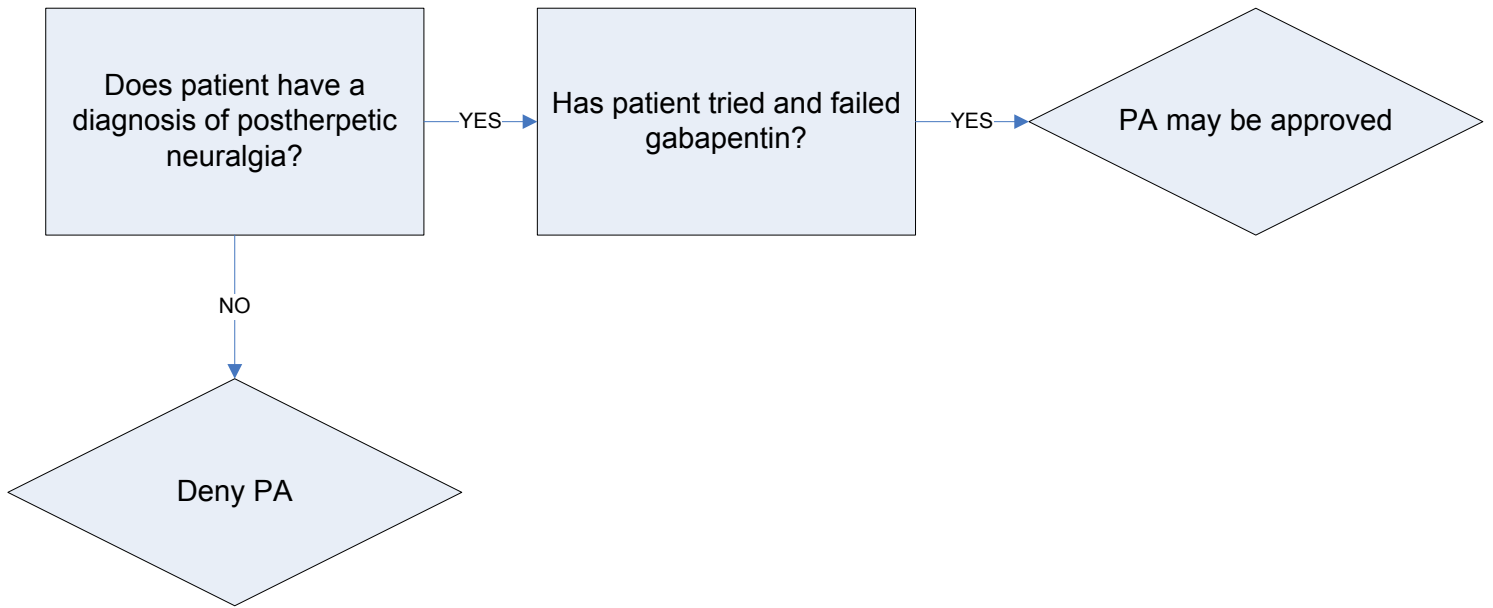 Does patient have a
diagnosis of postherpetic
neuralgia?
YES
Has patient tried and failed
gabapentin?
YES
PA may be approved
NO
Deny PA